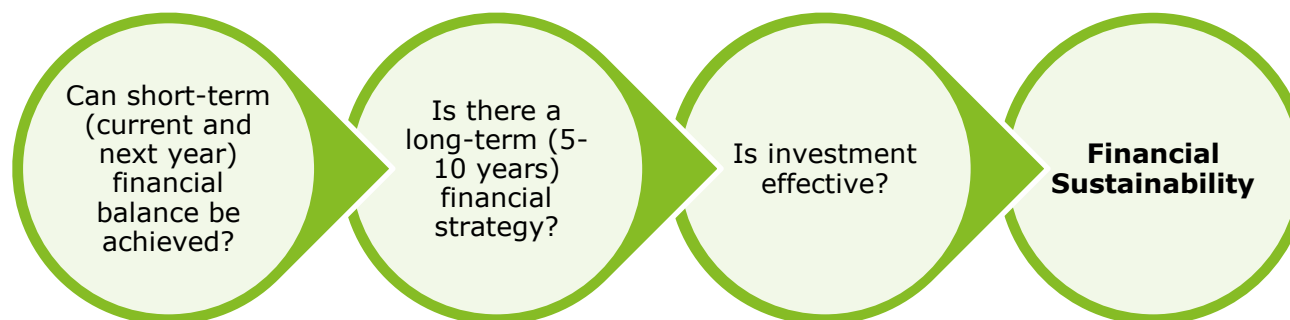 Can short-term
(current and
next year)
financial
balance be
achieved?
Is there a
long-term (5-
10 years)
financial
strategy?
Is investment
effective?
Financial
Sustainability